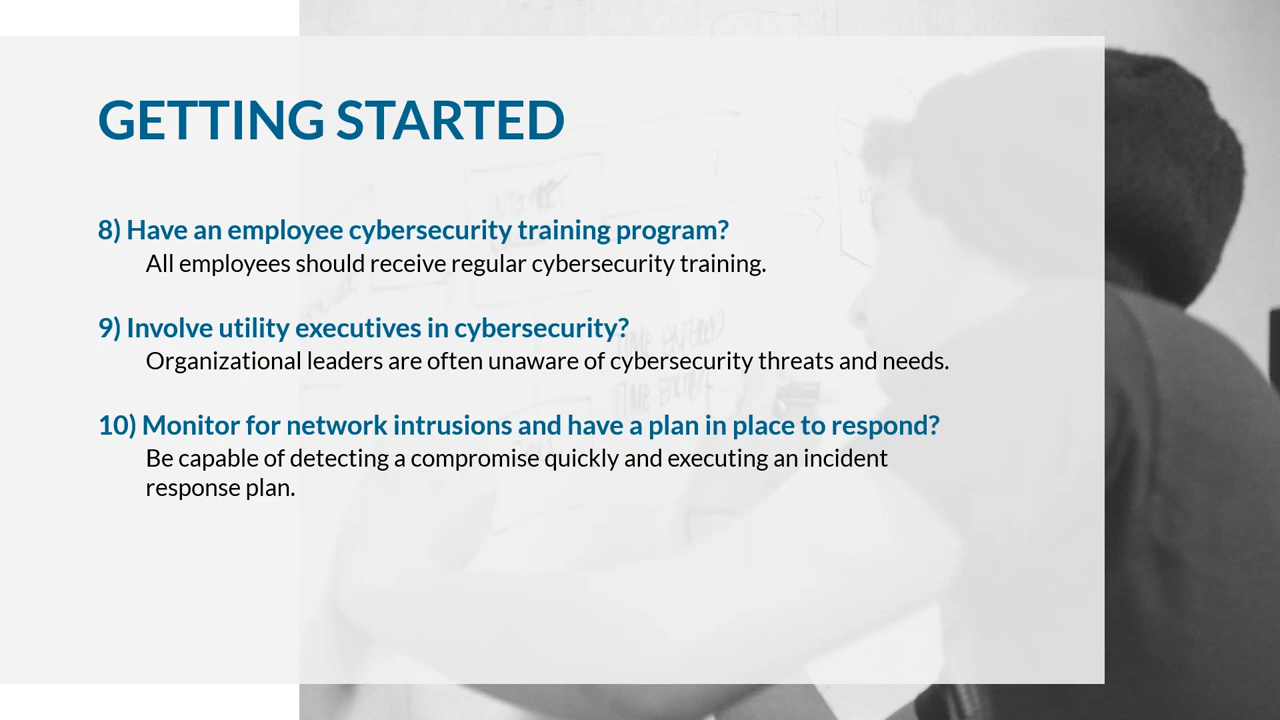 GETTING STARTED
8) Have an employee cybersecurity training program?
All employees should receive regular cybersecurity training.
9) Involve utility executives in cybersecurity?
Organizational leaders are often unaware of cybersecurity threats and needs.
10) Monitor for network intrusions and have a plan in place to respond?
Be capable of detecting a compromise quickly and executing an incident
response plan.